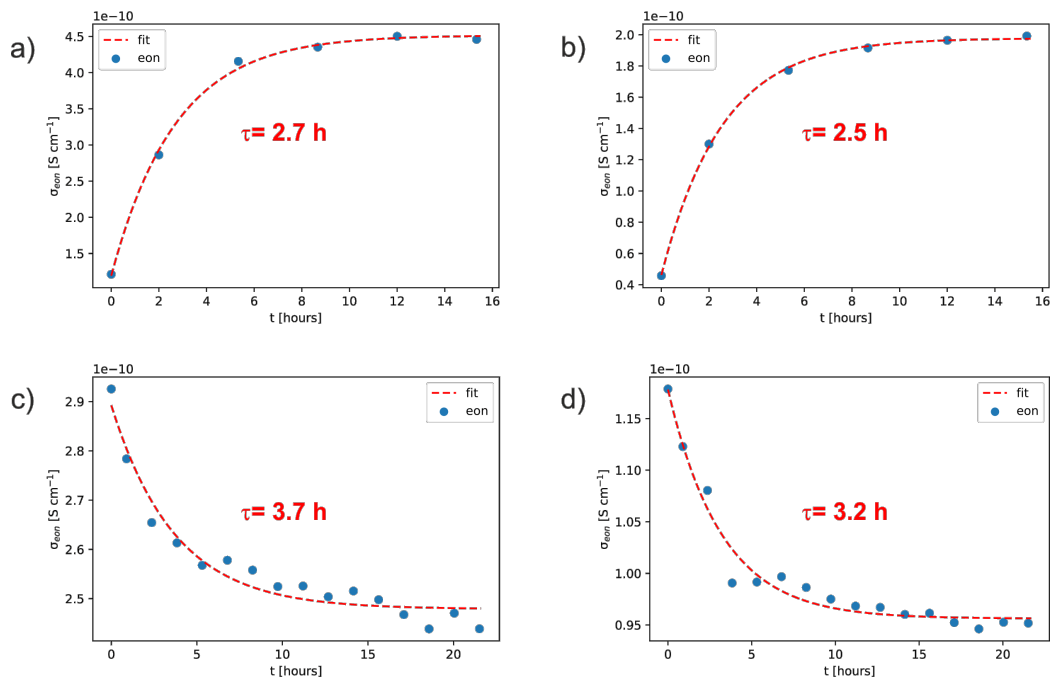 a)
1e−10
fit
eon
4.5
4.0
3.5
3.0
2.5
2.0
1.5
σeon [S cm⁻¹]
τ= 2.7 h
0 2 4 6 8 10 12 14 16
t [hours]
b)
1e−10
fit
eon
2.0
1.8
1.6
1.4
1.2
1.0
0.8
0.6
0.4
σeon [S cm⁻¹]
τ= 2.5 h
0 2 4 6 8 10 12 14 16
t [hours]
c)
1e−10
fit
eon
2.9
2.8
2.7
2.6
2.5
σeon [S cm⁻¹]
τ= 3.7 h
0 5 10 15 20
t [hours]
d)
1e−10
fit
eon
1.15
1.10
1.05
1.00
0.95
σeon [S cm⁻¹]
τ= 3.2 h
0 5 10 15 20
t [hours]